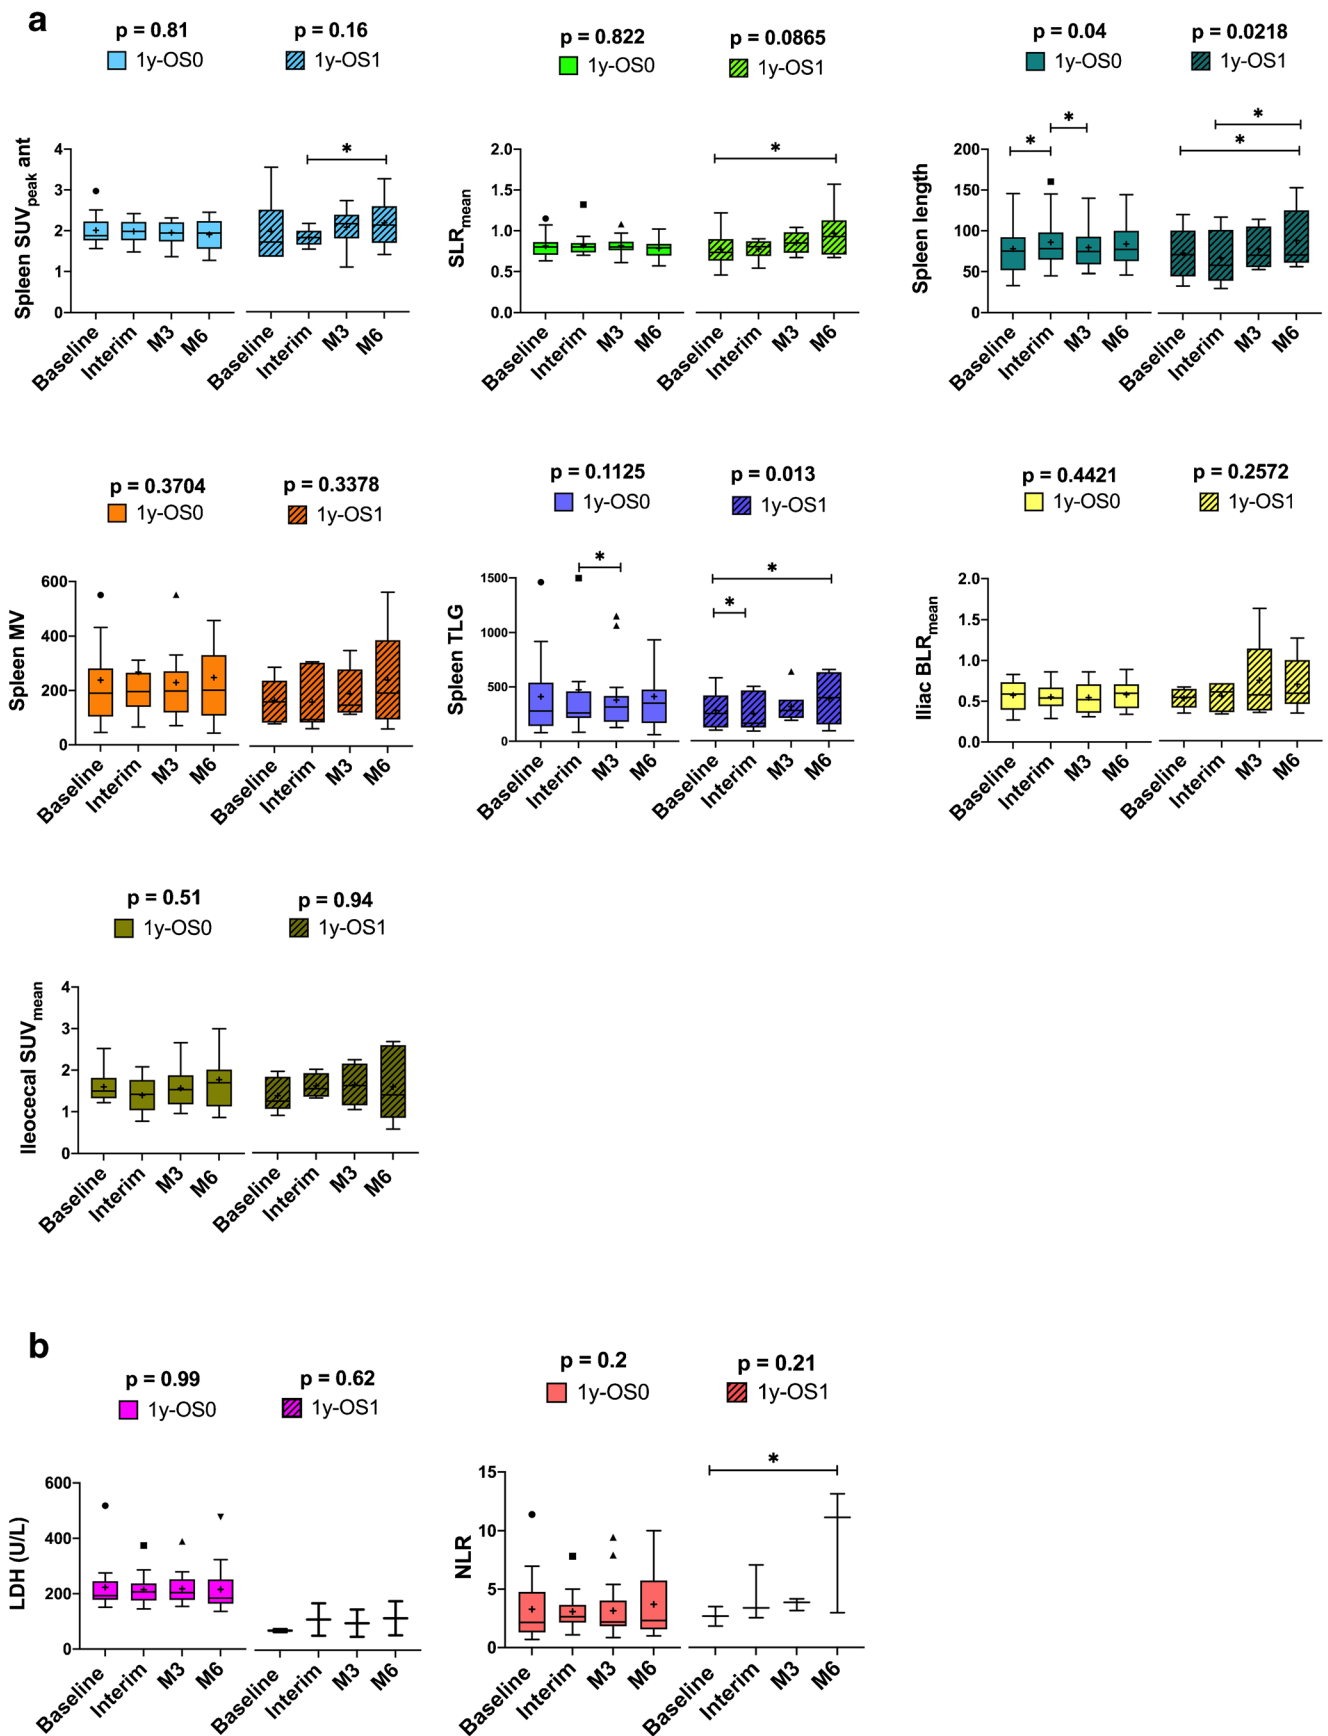 a
p = 0.81
p = 0.16
1y-OS0
1y-OS1
Spleen SUVpeak ant
4
3
2
1
0
*
Baseline
Interim
M3
M6
Baseline
Interim
M3
M6
p = 0.822
p = 0.0865
1y-OS0
1y-OS1
SLRmean
2.0
1.5
1.0
0.5
0.0
*
Baseline
Interim
M3
M6
Baseline
Interim
M3
M6
p = 0.04
p = 0.0218
1y-OS0
1y-OS1
Spleen length
200
150
100
50
0
*
*
*
*
Baseline
Interim
M3
M6
Baseline
Interim
M3
M6
p = 0.3704
p = 0.3378
1y-OS0
1y-OS1
Spleen MV
600
400
200
0
Baseline
Interim
M3
M6
Baseline
Interim
M3
M6
p = 0.1125
p = 0.013
1y-OS0
1y-OS1
Spleen TLG
1500
1000
500
0
*
*
*
Baseline
Interim
M3
M6
Baseline
Interim
M3
M6
p = 0.4421
p = 0.2572
1y-OS0
1y-OS1
Iliac BLRmean
2.0
1.5
1.0
0.5
0.0
Baseline
Interim
M3
M6
Baseline
Interim
M3
M6
p = 0.51
p = 0.94
1y-OS0
1y-OS1
Ileocecal SUVmean
4
3
2
1
0
Baseline
Interim
M3
M6
Baseline
Interim
M3
M6
b
p = 0.99
p = 0.62
1y-OS0
1y-OS1
LDH (U/L)
600
400
200
0
Baseline
Interim
M3
M6
Baseline
Interim
M3
M6
p = 0.2
p = 0.21
1y-OS0
1y-OS1
NLR
15
10
5
0
*
Baseline
Interim
M3
M6
Baseline
Interim
M3
M6